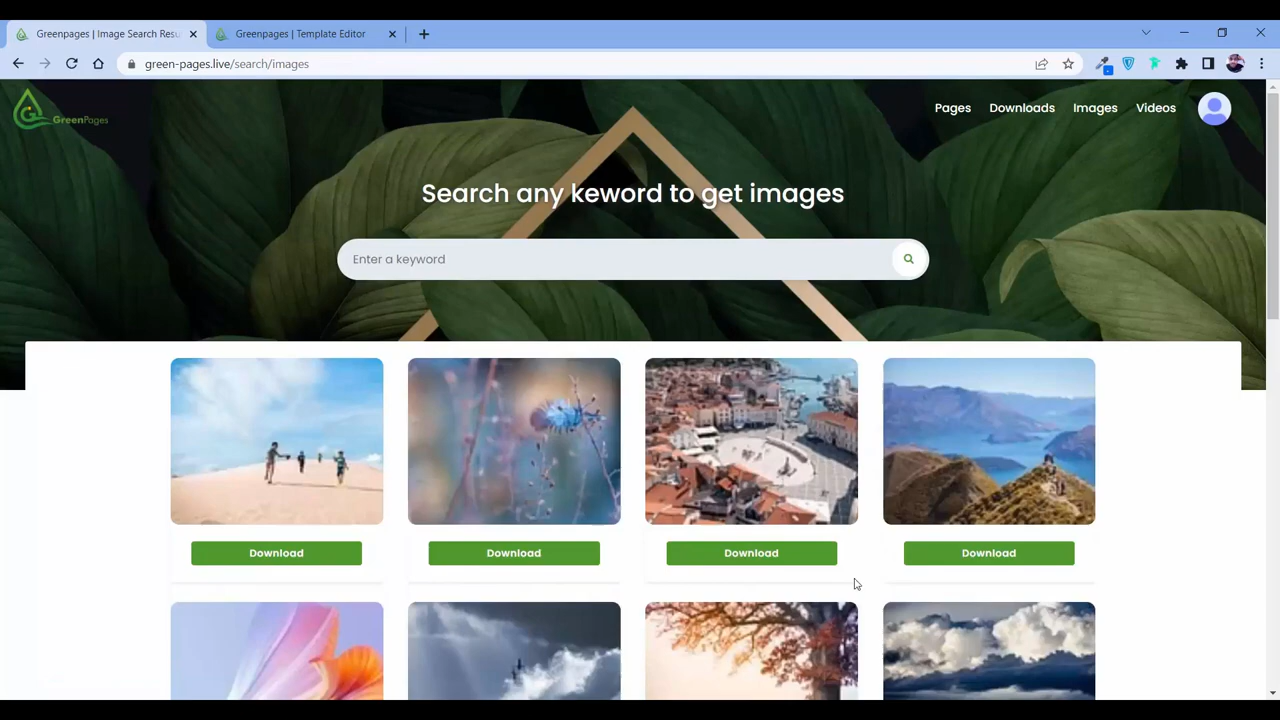 Greenpages | Image Search Resu
Greenpages | Template Editor
green-pages.live/search/images
GreenPages
Pages
Downloads
Images
Videos
Search any keword to get images
Enter a keyword
Download
Download
Download
Download